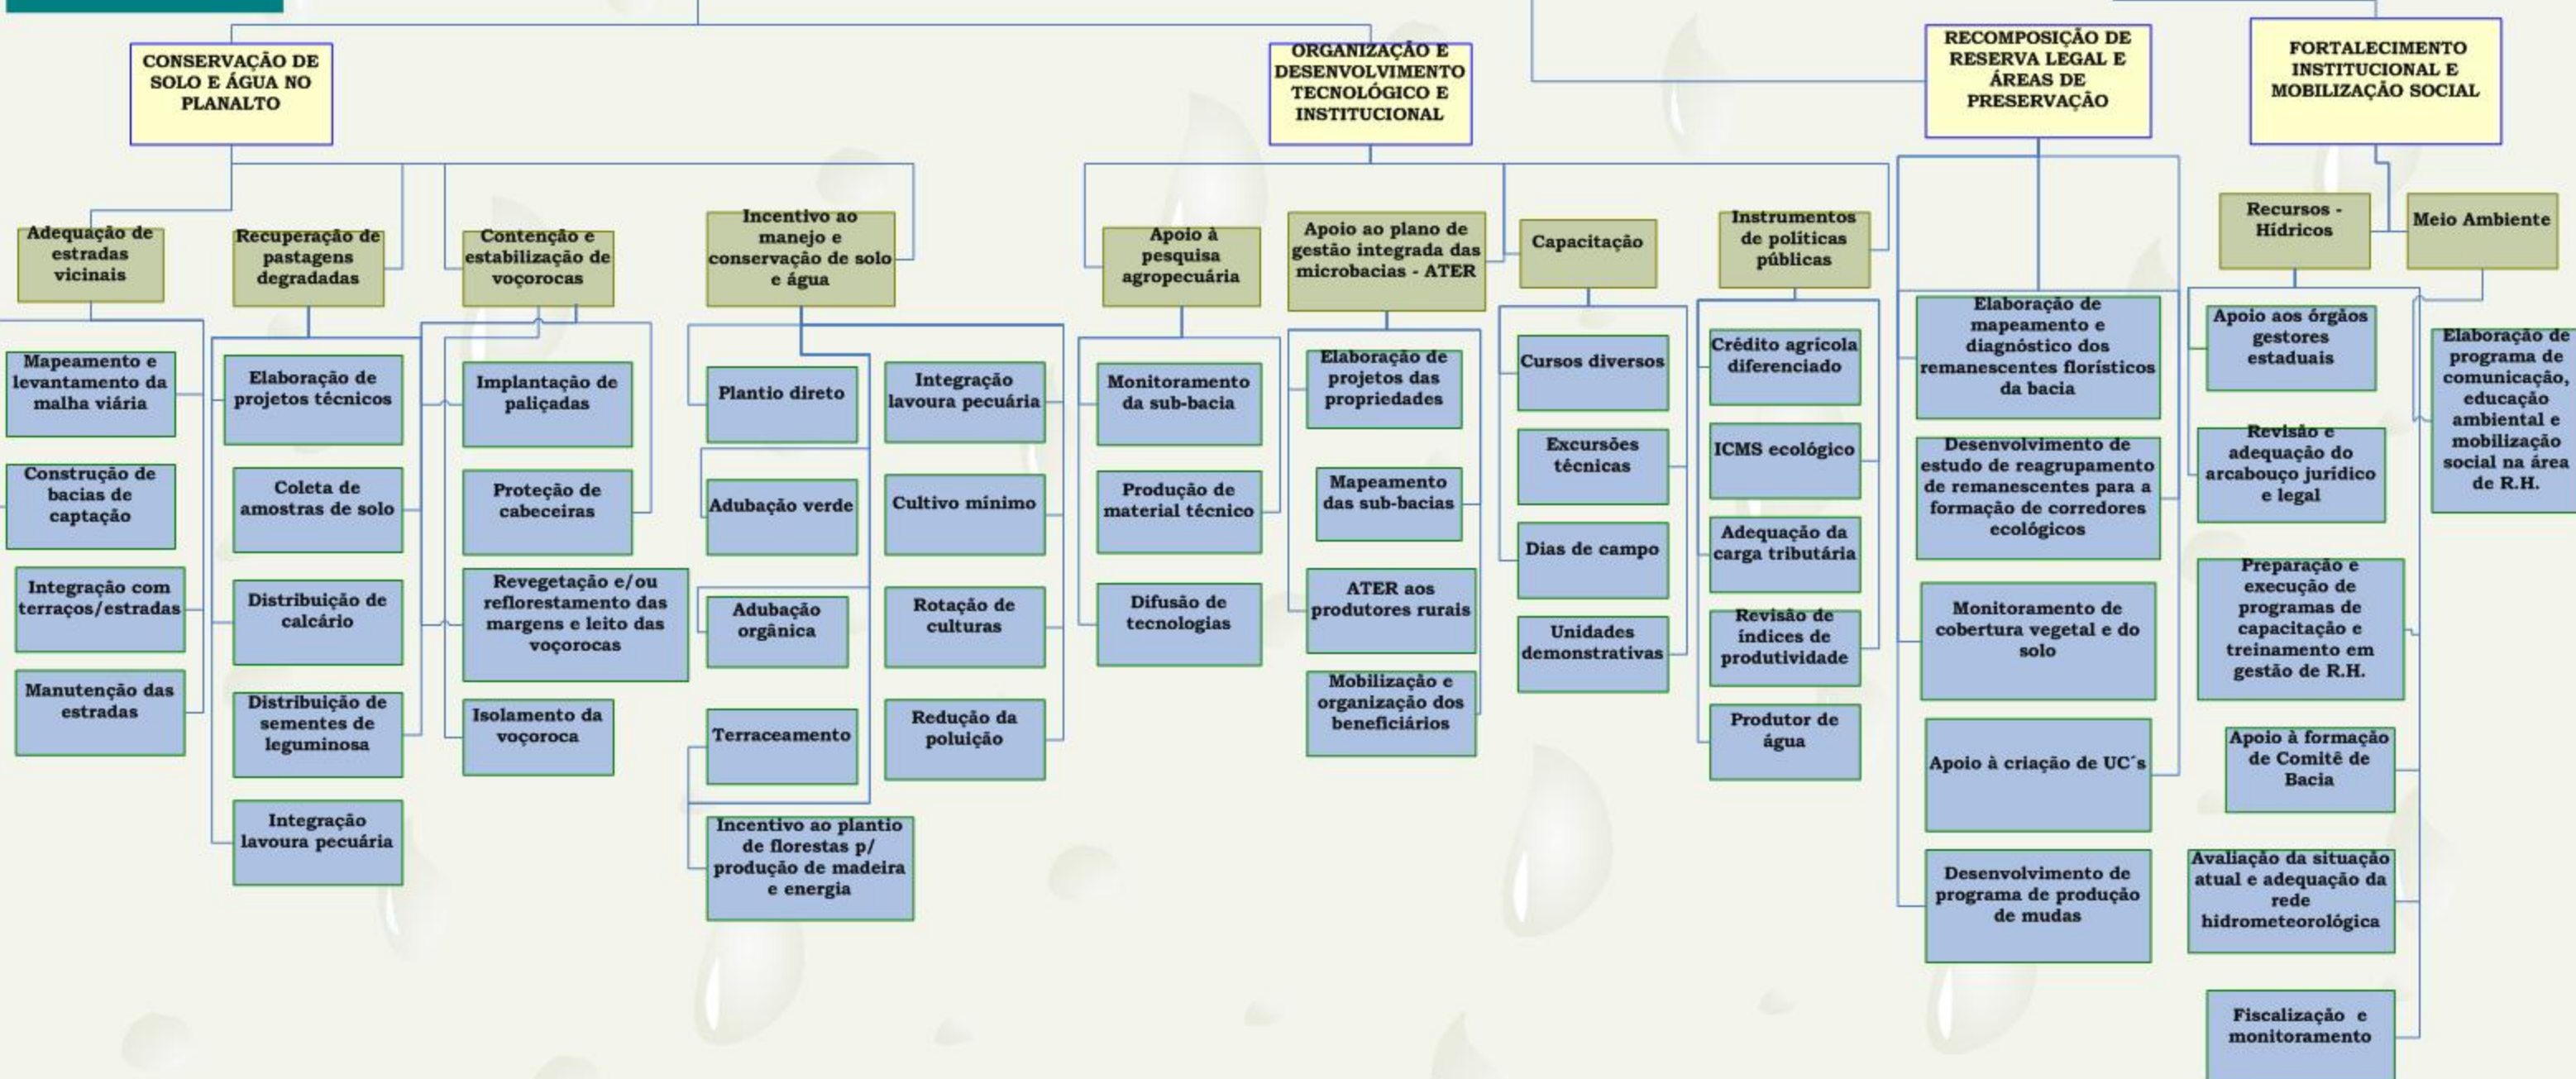 CONSERVAÇÃO DE
SOLO E ÁGUA NO
PLANALTO
ORGANIZAÇÃO E
DESENVOLVIMENTO
TECNOLÓGICO E
INSTITUCIONAL
RECOMPOSIÇÃO DE
RESERVA LEGAL E
ÁREAS DE
PRESERVAÇÃO
FORTALECIMENTO
INSTITUCIONAL E
MOBILIZAÇÃO SOCIAL
Adequação de
estradas
vicinais
Recuperação de
pastagens
degradadas
Contenção e
estabilização de
voçorocas
Incentivo ao
manejo e
conservação de solo
e água
Apoio à
pesquisa
agropecuária
Apoio ao plano de
gestão integrada das
microbacias - ATER
Capacitação
Instrumentos
de políticas
públicas
Recursos -
Hídricos
Meio Ambiente
Mapeamento e
levantamento da
malha viária
Construção de
bacias de
captação
Integração com
terraços/estradas
Manutenção das
estradas
Elaboração de
projetos técnicos
Coleta de
amostras de solo
Distribuição de
calcário
Distribuição de
sementes de
leguminosa
Integração
lavoura pecuária
Implantação de
paliçadas
Proteção de
cabeceiras
Revegetação e/ou
reflorestamento das
margens e leito das
voçorocas
Isolamento da
voçoroca
Plantio direto
Adubação verde
Adubação
orgânica
Terraceamento
Incentivo ao plantio
de florestas p/
produção de madeira
e energia
Integração
lavoura pecuária
Cultivo mínimo
Rotação de
culturas
Redução da
poluição
Monitoramento
da sub-bacia
Produção de
material técnico
Difusão de
tecnologias
Elaboração de
projetos das
propriedades
Mapeamento
das sub-bacias
ATER aos
produtores rurais
Mobilização e
organização dos
beneficiários
Cursos diversos
Excursões
técnicas
Dias de campo
Unidades
demonstrativas
Crédito agrícola
diferenciado
ICMS ecológico
Adequação da
carga tributária
Revisão de
índices de
produtividade
Produtor de
água
Elaboração de
mapeamento e
diagnóstico dos
remanescentes florísticos
da bacia
Desenvolvimento de
estudo de reagrupamento
de remanescentes para a
formação de corredores
ecológicos
Monitoramento de
cobertura vegetal e do
solo
Apoio à criação de UC´s
Desenvolvimento de
programa de produção
de mudas
Apoio aos órgãos
gestores
estaduais
Revisão e
adequação do
arcabouço jurídico
e legal
Preparação e
execução de
programas de
capacitação e
treinamento em
gestão de R.H.
Apoio à formação
de Comitê de
Bacia
Avaliação da situação
atual e adequação da
rede
hidrometeorológica
Fiscalização e
monitoramento
Elaboração de
programa de
comunicação,
educação
ambiental e
mobilização
social na área
de R.H.